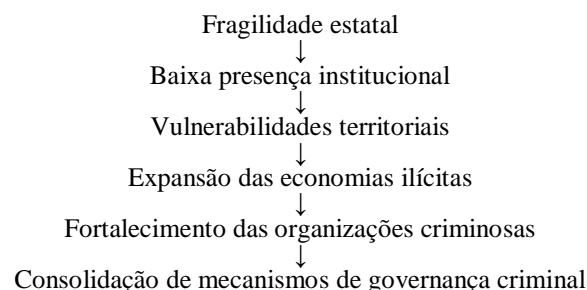 Fragilidade estatal
↓
Baixa presença institucional
↓
Vulnerabilidades territoriais
↓
Expansão das economias ilícitas
↓
Fortalecimento das organizações criminosas
↓
Consolidação de mecanismos de governança criminal